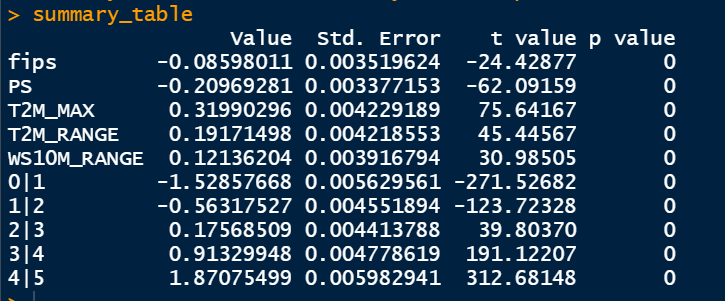 > summary_table
Value Std. Error t value p value
fips -0.08598011 0.003519624 -24.42877 0
PS -0.20969281 0.003377153 -62.09159 0
T2M_MAX 0.31990296 0.004229189 75.64167 0
T2M_RANGE 0.19171498 0.004218553 45.44567 0
WS10M_RANGE 0.12136204 0.003916794 30.98505 0
0|1 -1.52857668 0.005629561 -271.52682 0
1|2 -0.56317527 0.004551894 -123.72328 0
2|3 0.17568509 0.004413788 39.80370 0
3|4 0.91329948 0.004778619 191.12207 0
4|5 1.87075499 0.005982941 312.68148 0